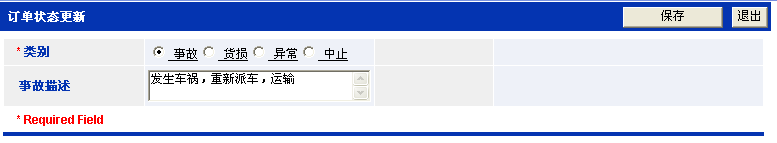 订单状态更新 保存 退出
* 类别 事故 货损 异常 中止
事故描述 发生车祸，重新派车，运输
* Required Field